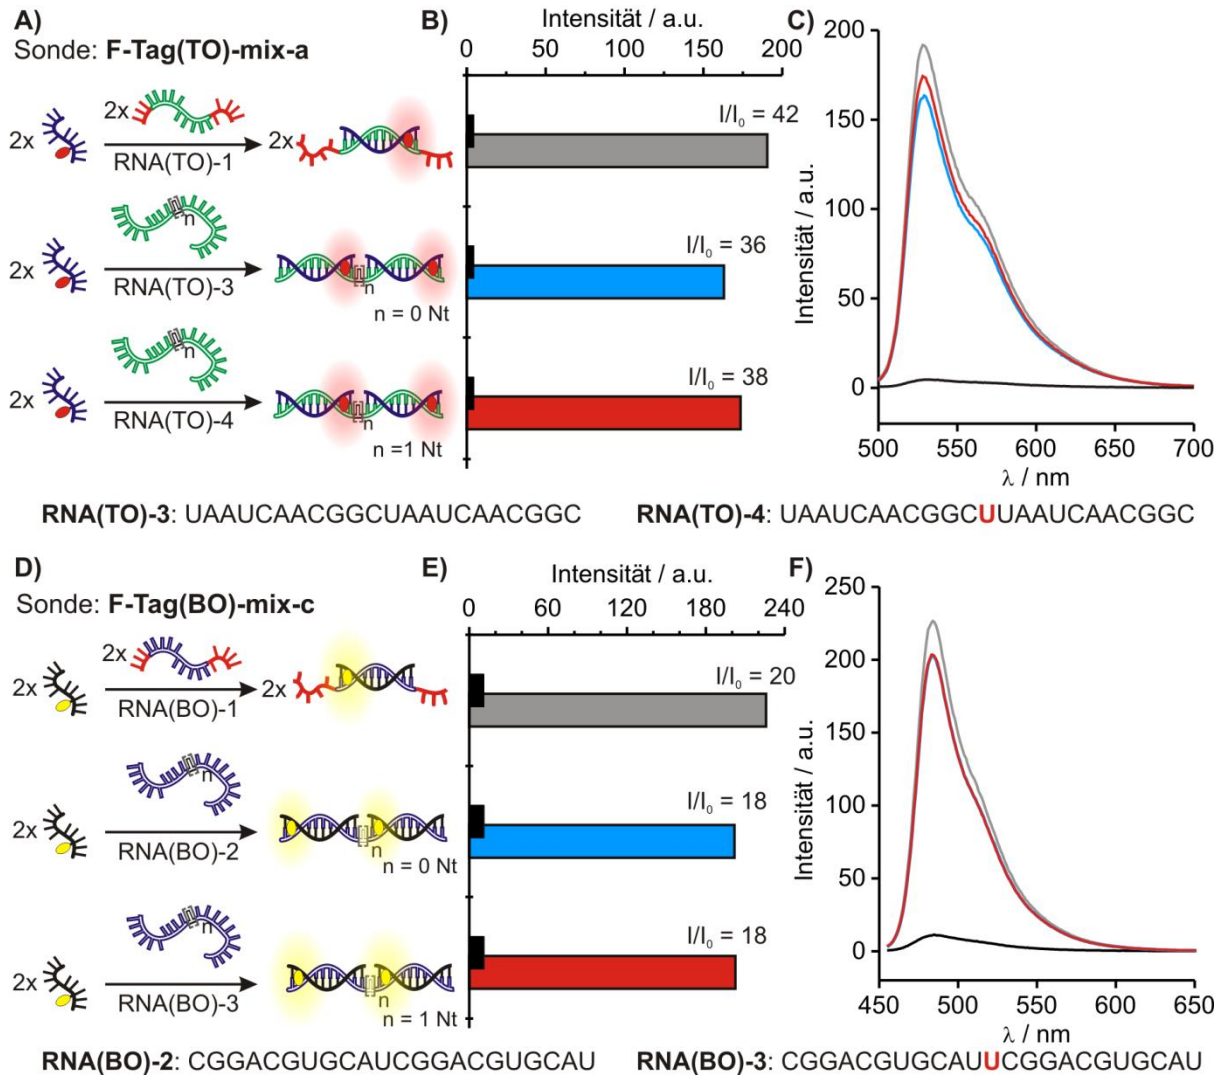 A)
Sonde: F-Tag(TO)-mix-a
2x
2x
RNA(TO)-1
2x
2x
n
RNA(TO)-3
n
n = 0 Nt
2x
n
RNA(TO)-4
n
n =1 Nt
B)
Intensität / a.u.
0 50 100 150 200
I/I₀ = 42
I/I₀ = 36
I/I₀ = 38
C)
Intensität / a.u.
200
150
100
50
0
500 550 600 650 700
λ / nm
RNA(TO)-3: UAAUCAACGGCUAAUCAACGGC
RNA(TO)-4: UAAUCAACGGCUUAAUCAACGGC
D)
Sonde: F-Tag(BO)-mix-c
2x
2x
RNA(BO)-1
2x
2x
n
RNA(BO)-2
n
n = 0 Nt
2x
n
RNA(BO)-3
n
n = 1 Nt
E)
Intensität / a.u.
0 60 120 180 240
I/I₀ = 20
I/I₀ = 18
I/I₀ = 18
F)
Intensität / a.u.
250
200
150
100
50
0
450 500 550 600 650
λ / nm
RNA(BO)-2: CGGACGUGCAUCGGACGUGCAU
RNA(BO)-3: CGGACGUGCAUUCGGACGUGCAU